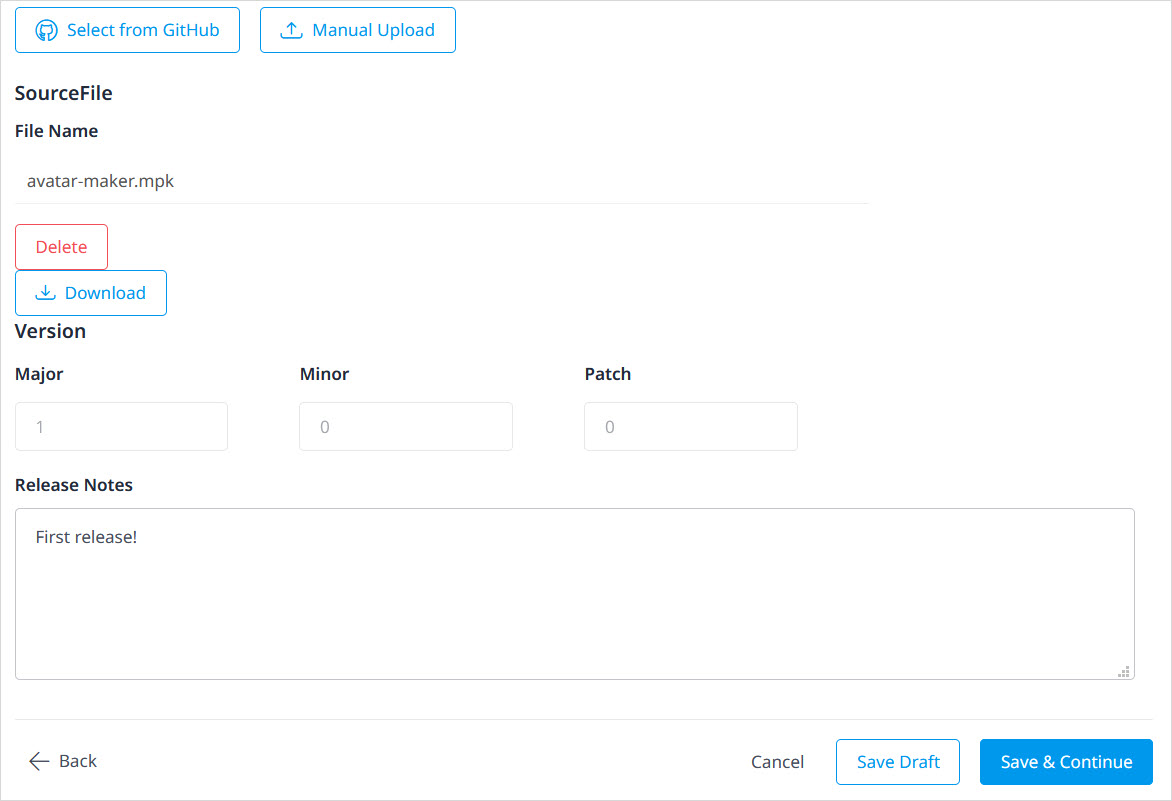 Select from GitHub Manual Upload
SourceFile
File Name
avatar-maker.mpk
Delete
Download
Version
Major Minor Patch
1 0 0
Release Notes
First release!
Back Cancel Save Draft Save & Continue